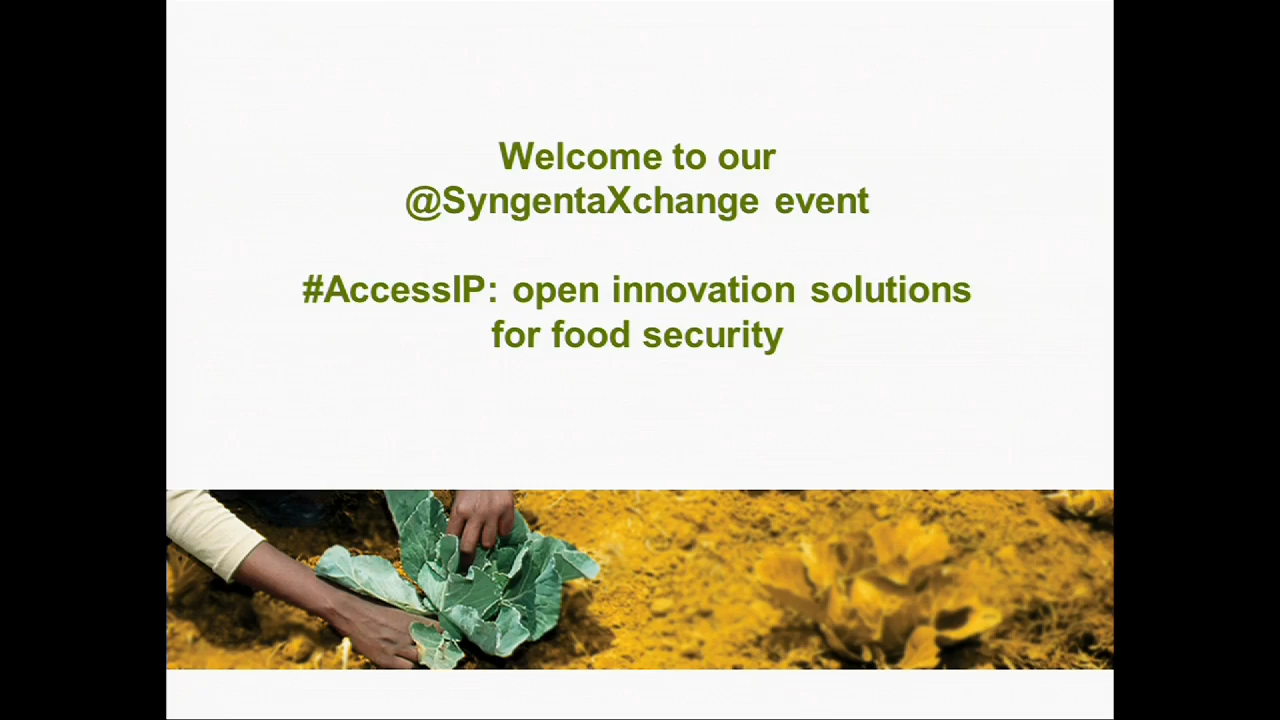 Welcome to our
@SyngentaXchange event
#AccessIP: open innovation solutions
for food security